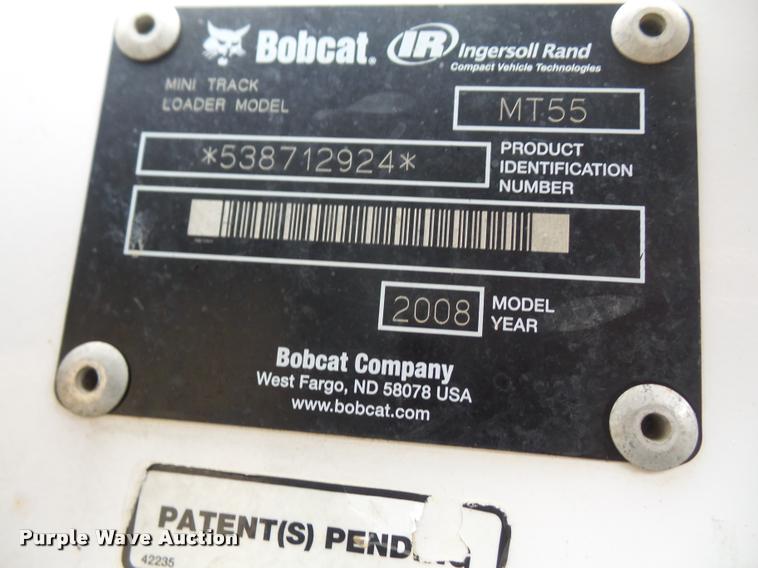 Bobcat.
IR Ingersoll Rand
Compact Vehicle Technologies
MINI TRACK
LOADER MODEL
MT55
*538712924*
PRODUCT
IDENTIFICATION
NUMBER
2008
MODEL
YEAR
Bobcat Company
West Fargo, ND 58078 USA
www.bobcat.com
PATENT(S) PENDING
42235
Purple Wave Auction